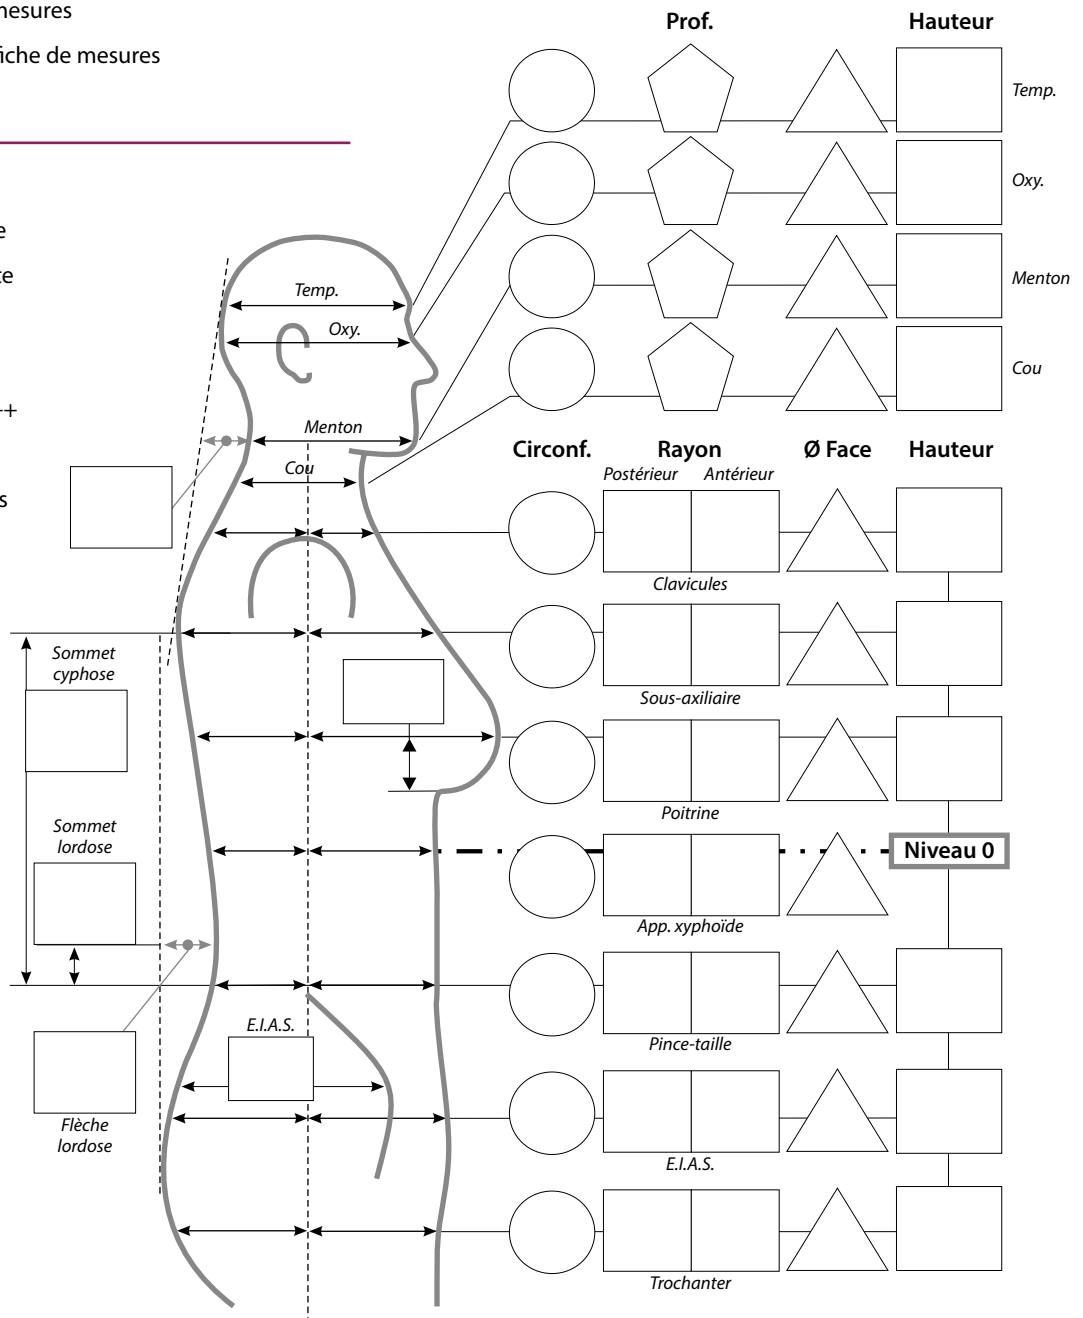 mesures
fiche de mesures
e
te
++
s
Prof.
Hauteur
Temp.
Oxy.
Menton
Cou
Temp.
Oxy.
Menton
Cou
Circonf.
Rayon
Ø Face
Hauteur
Postérieur
Antérieur
Clavicules
Sous-axiliaire
Poitrine
Niveau 0
App. xyphoïde
Pince-taille
E.I.A.S.
Trochanter
Sommet
cyphose
Sommet
lordose
E.I.A.S.
Flèche
lordose